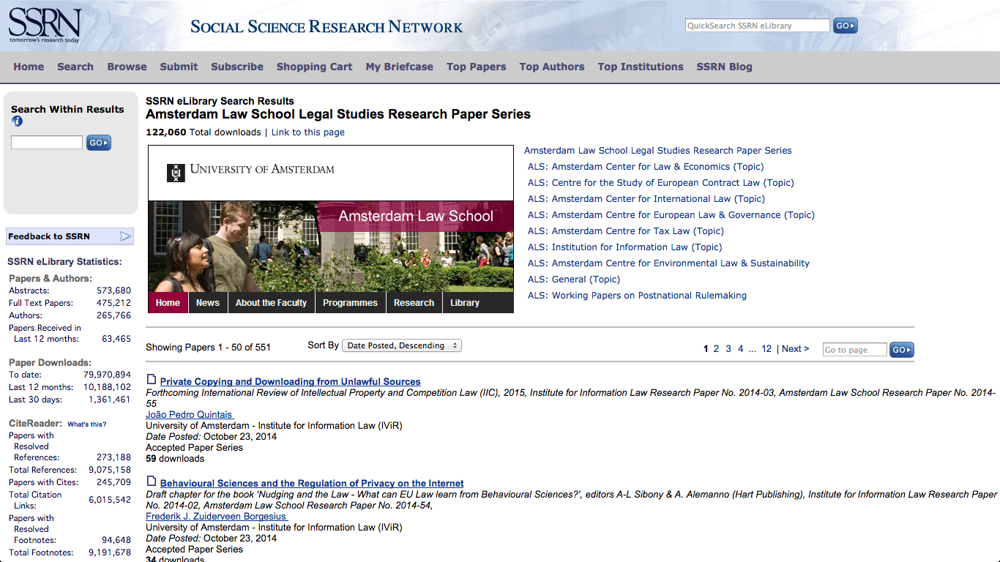 SSRN
tomorrow's research today
SOCIAL SCIENCE RESEARCH NETWORK
QuickSearch SSRN eLibrary
GO
Home Search Browse Submit Subscribe Shopping Cart My Briefcase Top Papers Top Authors Top Institutions SSRN Blog
Search Within Results
i
GO
Feedback to SSRN
SSRN eLibrary Statistics:
Papers & Authors:
Abstracts: 573,680
Full Text Papers: 475,212
Authors: 265,766
Papers Received in
Last 12 months: 63,465
Paper Downloads:
To date: 79,970,894
Last 12 months: 10,188,102
Last 30 days: 1,361,461
CiteReader: What's this?
Papers with
Resolved
References: 273,188
Total References: 9,075,158
Papers with Cites: 245,709
Total Citation
Links: 6,015,542
Papers with
Resolved
Footnotes: 94,648
Total Footnotes: 9,191,678
SSRN eLibrary Search Results
Amsterdam Law School Legal Studies Research Paper Series
122,060 Total downloads | Link to this page
UNIVERSITY OF AMSTERDAM
Amsterdam Law School
Home News About the Faculty Programmes Research Library
Amsterdam Law School Legal Studies Research Paper Series
ALS: Amsterdam Center for Law & Economics (Topic)
ALS: Centre for the Study of European Contract Law (Topic)
ALS: Amsterdam Center for International Law (Topic)
ALS: Amsterdam Centre for European Law & Governance (Topic)
ALS: Amsterdam Centre for Tax Law (Topic)
ALS: Institution for Information Law (Topic)
ALS: Amsterdam Centre for Environmental Law & Sustainability
ALS: General (Topic)
ALS: Working Papers on Postnational Rulemaking
Showing Papers 1 - 50 of 551 Sort By Date Posted, Descending 1 2 3 4 ... 12 | Next > Go to page GO
Private Copying and Downloading from Unlawful Sources
Forthcoming International Review of Intellectual Property and Competition Law (IIC), 2015, Institute for Information Law Research Paper No. 2014-03, Amsterdam Law School Research Paper No. 2014-
55
João Pedro Quintais
University of Amsterdam - Institute for Information Law (IViR)
Date Posted: October 23, 2014
Accepted Paper Series
59 downloads
Behavioural Sciences and the Regulation of Privacy on the Internet
Draft chapter for the book ‘Nudging and the Law - What can EU Law learn from Behavioural Sciences?’, editors A-L Sibony & A. Alemanno (Hart Publishing), Institute for Information Law Research Paper
No. 2014-02, Amsterdam Law School Research Paper No. 2014-54,
Frederik J. Zuiderveen Borgesius
University of Amsterdam - Institute for Information Law (IViR)
Date Posted: October 23, 2014
Accepted Paper Series
34 downloads